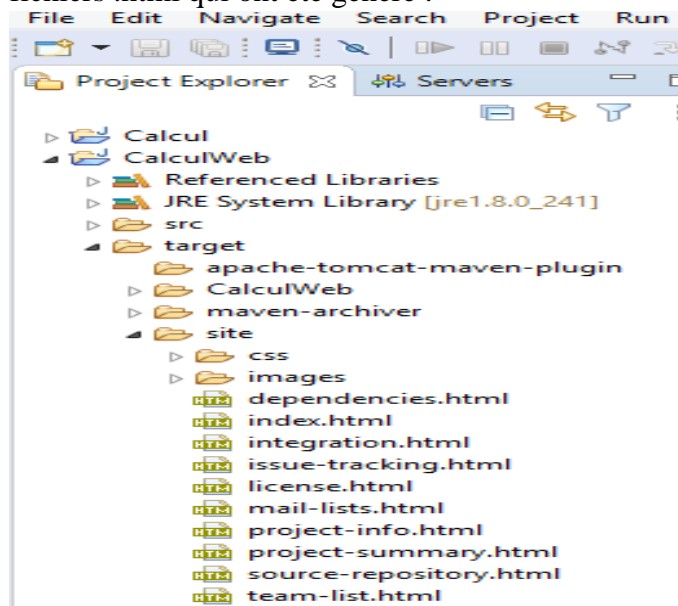 File Edit Navigate Search Project Run
Project Explorer Servers
Calcul
CalculWeb
Referenced Libraries
JRE System Library [jre1.8.0_241]
src
target
apache-tomcat-maven-plugin
CalculWeb
maven-archiver
site
css
images
dependencies.html
index.html
integration.html
issue-tracking.html
license.html
mail-lists.html
project-info.html
project-summary.html
source-repository.html
team-list.html